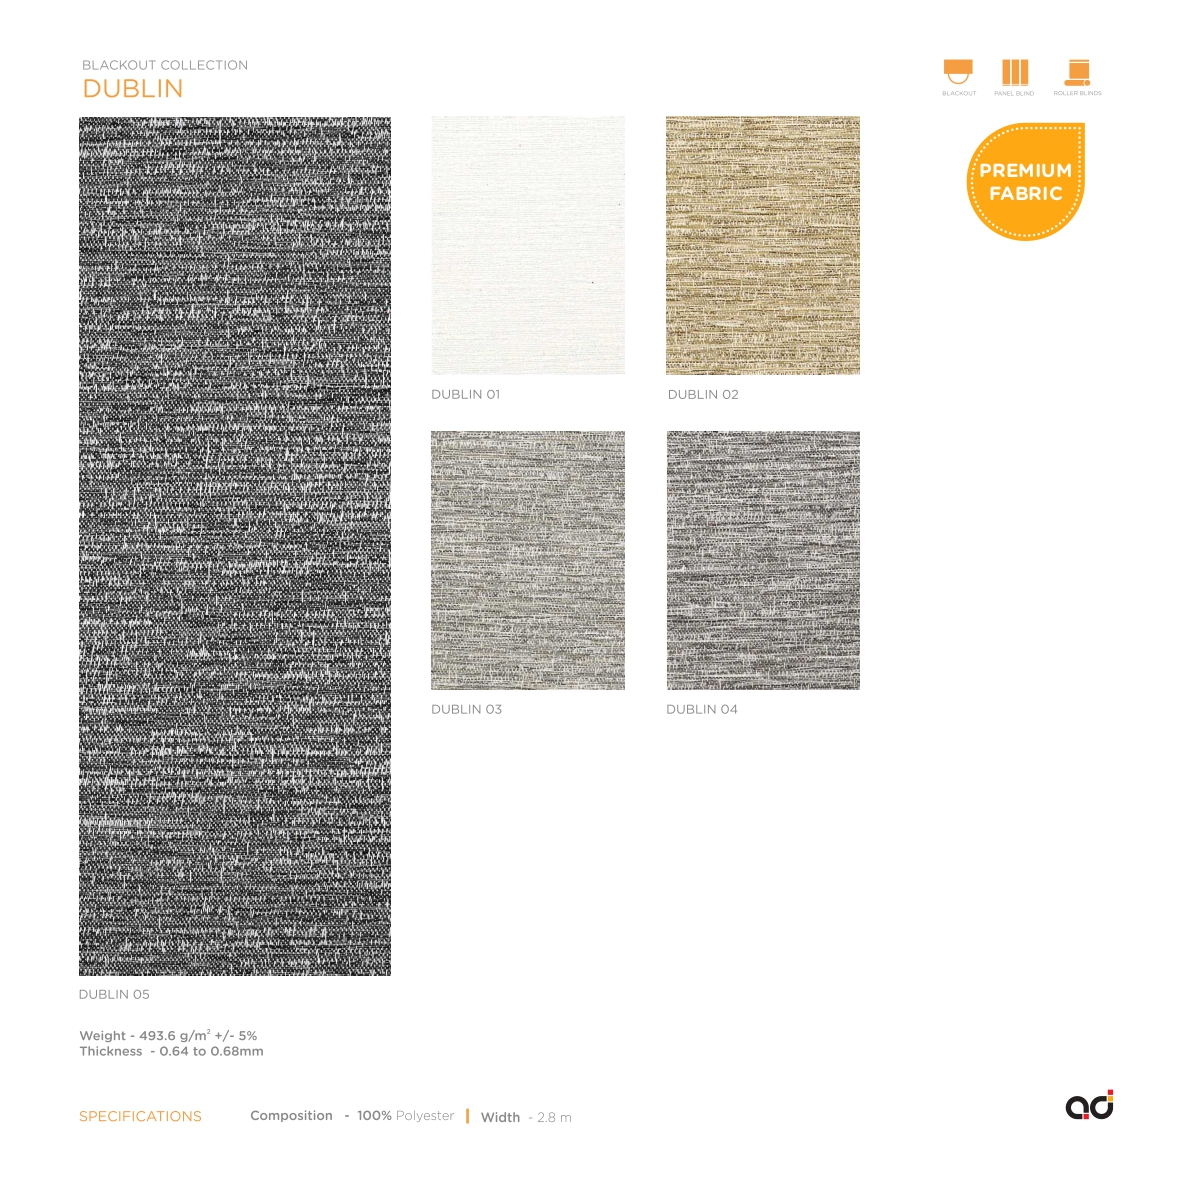 BLACKOUT COLLECTION
DUBLIN
BLACKOUT
PANEL BLIND
ROLLER BLINDS
PREMIUM
FABRIC
DUBLIN 01
DUBLIN 02
DUBLIN 03
DUBLIN 04
DUBLIN 05
Weight - 493.6 g/m² +/- 5%
Thickness - 0.64 to 0.68mm
SPECIFICATIONS
Composition - 100% Polyester
Width - 2.8 m
ad